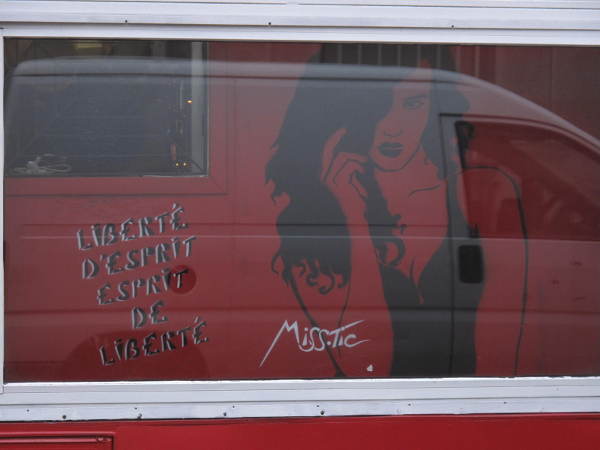 LIBERTÉ
D'ESPRIT
ESPRIT
DE
LIBERTÉ
MISS.TIC